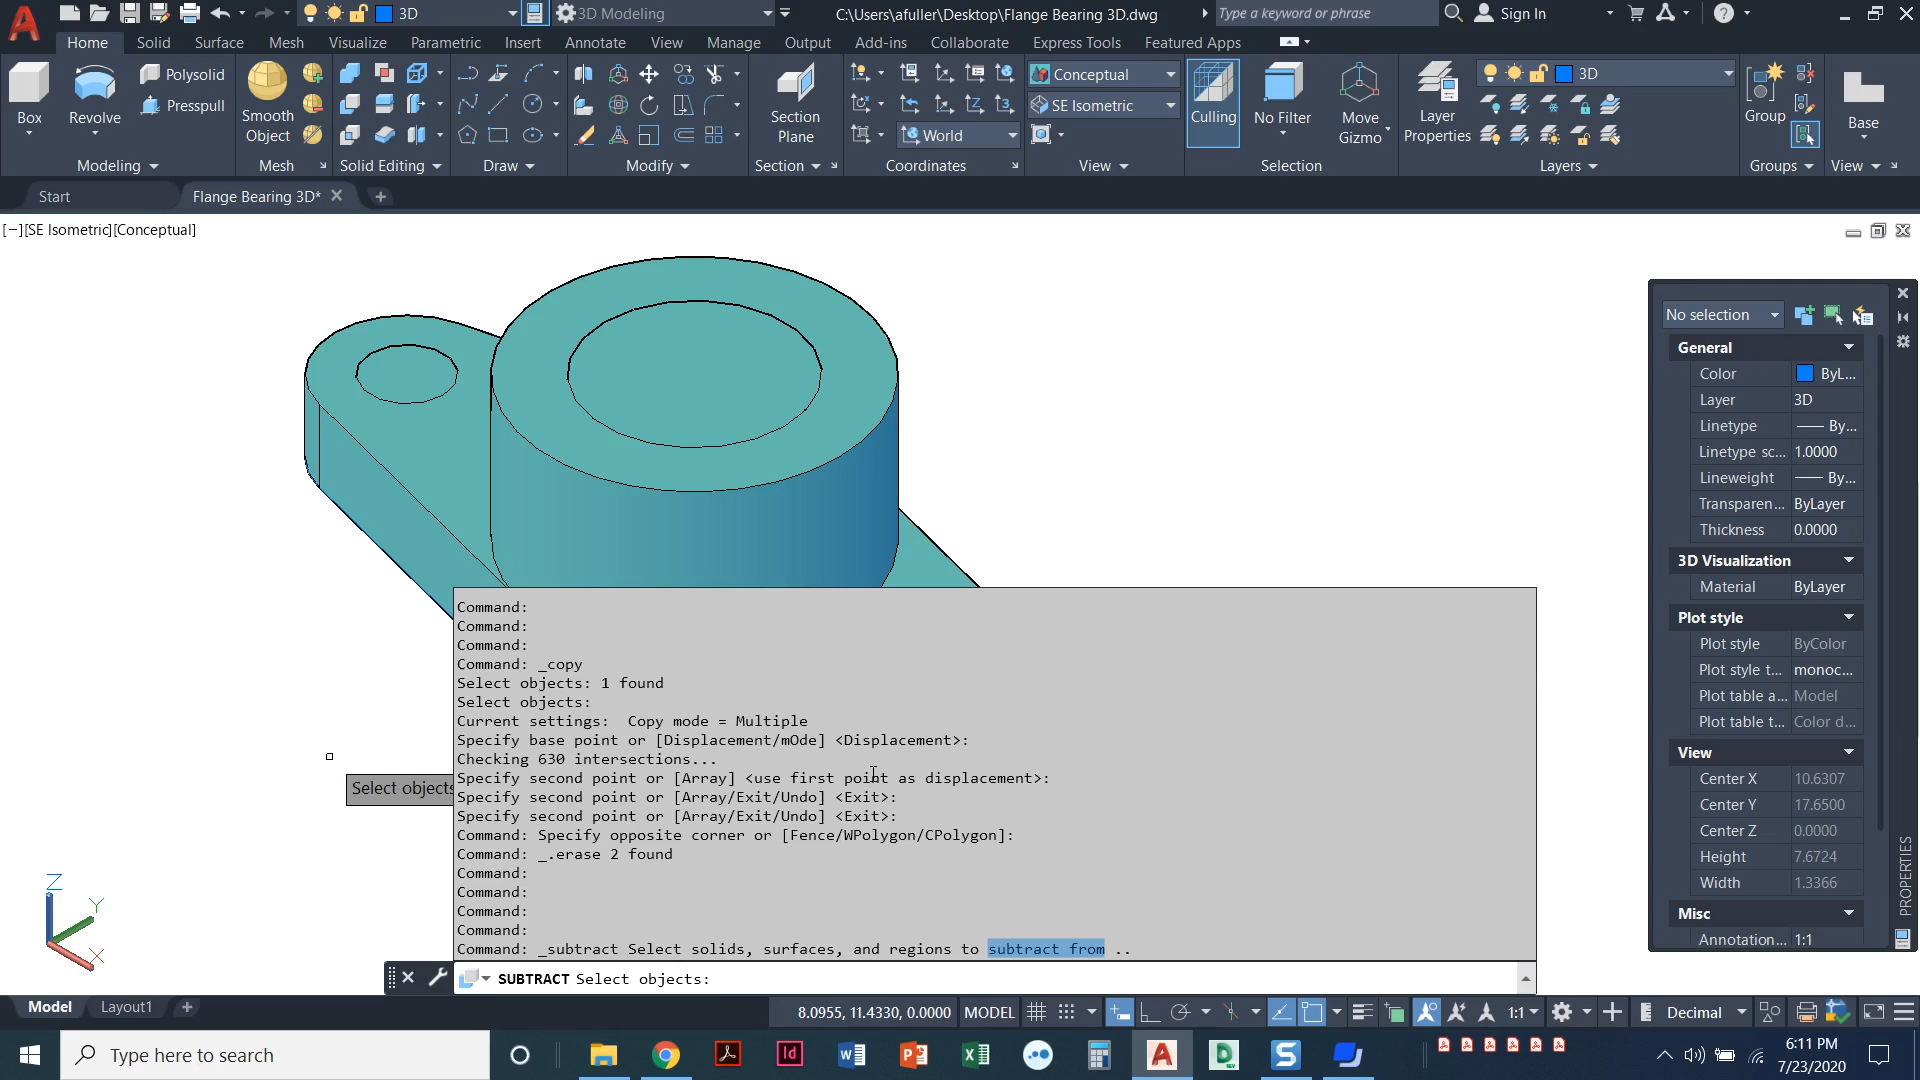 3D
3D Modeling
C:\Users\afuller\Desktop\Flange Bearing 3D.dwg
Type a keyword or phrase
Sign In
Home
Solid
Surface
Mesh
Visualize
Parametric
Insert
Annotate
View
Manage
Output
Add-ins
Collaborate
Express Tools
Featured Apps
Box
Revolve
Polysolid
Presspull
Smooth
Object
Section
Plane
Conceptual
SE Isometric
World
Culling
No Filter
Move
Gizmo
Layer
Properties
3D
Group
Base
Modeling
Mesh
Solid Editing
Draw
Modify
Section
Coordinates
View
Selection
Layers
Groups
View
Start
Flange Bearing 3D*
[−][SE Isometric][Conceptual]
No selection
General
Color ByL...
Layer 3D
Linetype By...
Linetype sc... 1.0000
Lineweight By...
Transparen... ByLayer
Thickness 0.0000
3D Visualization
Material ByLayer
Plot style
Plot style ByColor
Plot style t... monoc...
Plot table a... Model
Plot table t... Color d...
View
Center X 10.6307
Center Y 17.6500
Center Z 0.0000
Height 7.6724
Width 1.3366
Misc
Annotation... 1:1
PROPERTIES
Select objects
Command:
Command:
Command:
Command: _copy
Select objects: 1 found
Select objects:
Current settings:  Copy mode = Multiple
Specify base point or [Displacement/mOde] <Displacement>:
Checking 630 intersections...
Specify second point or [Array] <use first point as displacement>:
Specify second point or [Array/Exit/Undo] <Exit>:
Specify second point or [Array/Exit/Undo] <Exit>:
Command: Specify opposite corner or [Fence/WPolygon/CPolygon]:
Command: _.erase 2 found
Command:
Command:
Command:
Command:
Command: _subtract Select solids, surfaces, and regions to subtract from ..
SUBTRACT Select objects:
Z
Y
X
Model
Layout1
8.0955, 11.4330, 0.0000
MODEL
1:1
Decimal
Type here to search
6:11 PM
7/23/2020